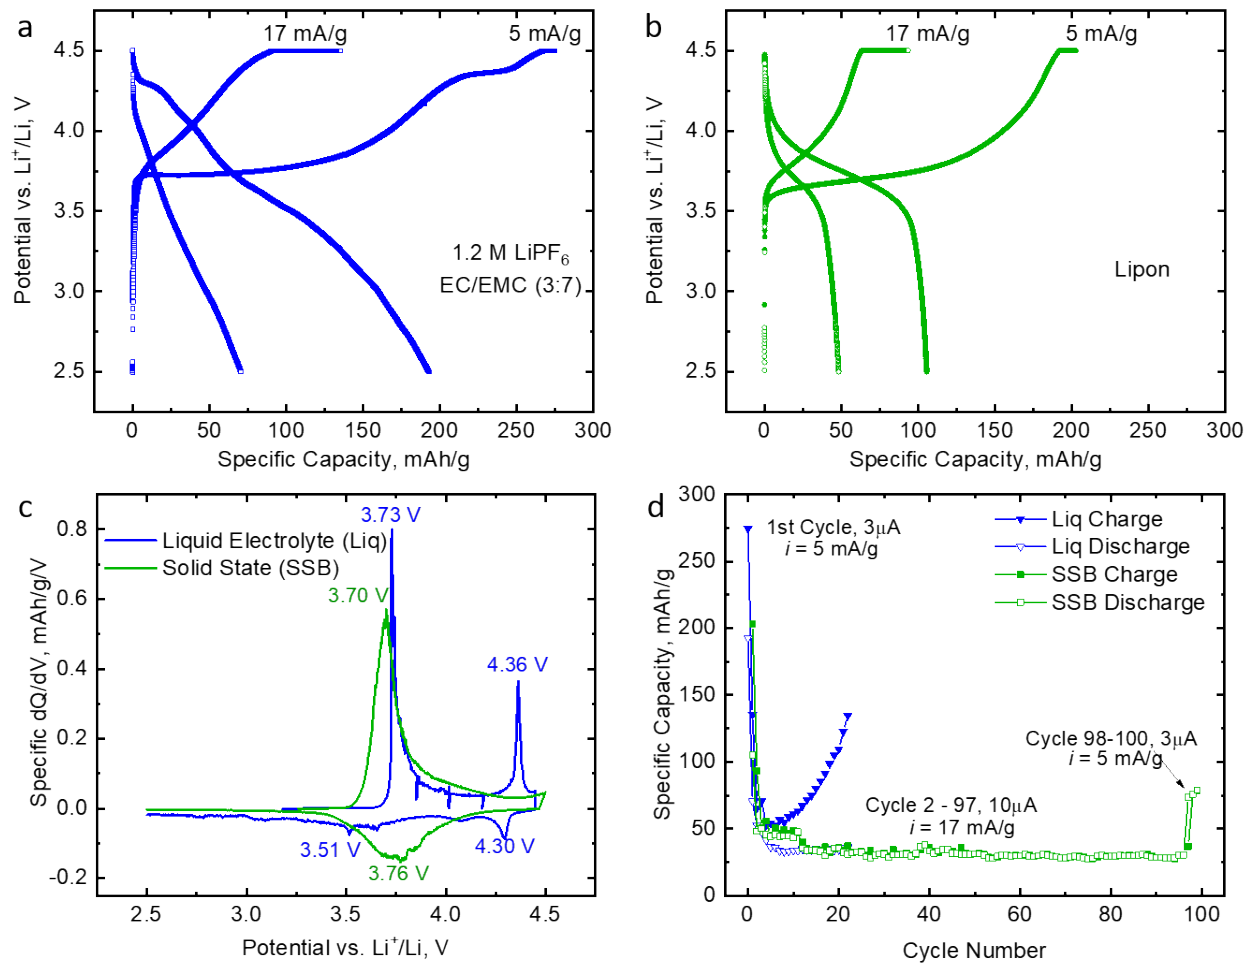 a
17 mA/g
5 mA/g
4.5
4.0
3.5
3.0
2.5
Potential vs. Li⁺/Li, V
1.2 M LiPF₆
EC/EMC (3:7)
0
50
100
150
200
250
300
Specific Capacity, mAh/g
b
17 mA/g
5 mA/g
4.5
4.0
3.5
3.0
2.5
Potential vs. Li⁺/Li, V
Lipon
0
50
100
150
200
250
300
Specific Capacity, mAh/g
c
3.73 V
Liquid Electrolyte (Liq)
Solid State (SSB)
3.70 V
4.36 V
3.51 V
4.30 V
3.76 V
0.8
0.6
0.4
0.2
0.0
-0.2
Specific dQ/dV, mAh/g/V
2.5
3.0
3.5
4.0
4.5
Potential vs. Li⁺/Li, V
d
1st Cycle, 3µA
i = 5 mA/g
Liq Charge
Liq Discharge
SSB Charge
SSB Discharge
Cycle 98-100, 3µA
i = 5 mA/g
Cycle 2 - 97, 10µA
i = 17 mA/g
300
250
200
150
100
50
0
Specific Capacity, mAh/g
0
20
40
60
80
100
Cycle Number